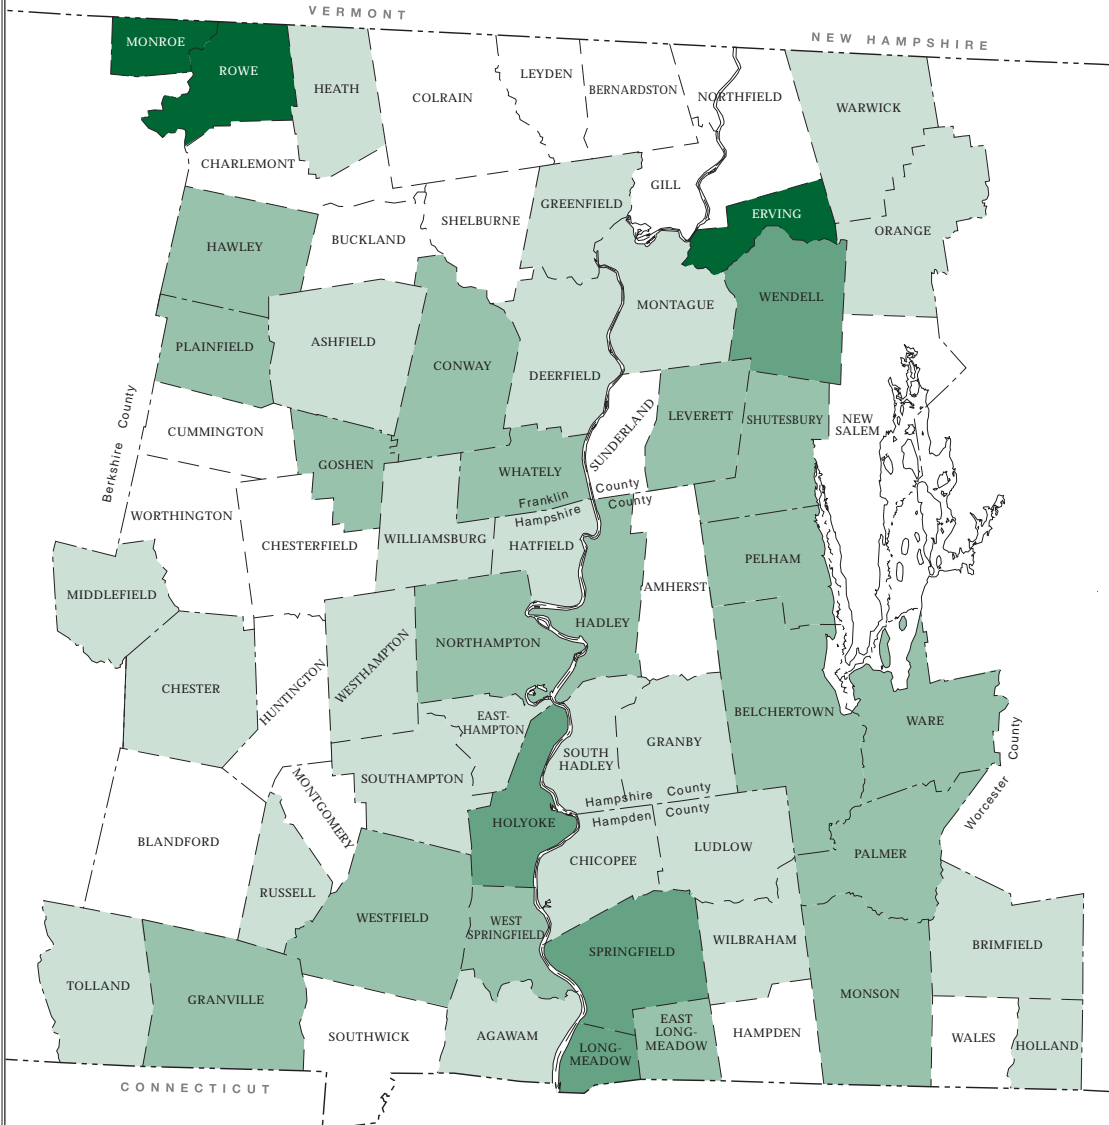 VERMONT
NEW HAMPSHIRE
MONROE
ROWE
HEATH
COLRAIN
LEYDEN
BERNARDSTON
NORTHFIELD
WARWICK
CHARLEMONT
GILL
GREENFIELD
ERVING
SHELBURNE
BUCKLAND
HAWLEY
ORANGE
WENDELL
MONTAGUE
ASHFIELD
PLAINFIELD
CONWAY
DEERFIELD
Berkshire County
CUMMINGTON
GOSHEN
SUNDERLAND
LEVERETT
SHUTESBURY
NEW
SALEM
WHATELY
Franklin County
Hampshire County
WORTHINGTON
CHESTERFIELD
WILLIAMSBURG
HATFIELD
PELHAM
AMHERST
MIDDLEFIELD
HADLEY
NORTHAMPTON
WESTHAMPTON
HUNTINGTON
CHESTER
EAST-
HAMPTON
BELCHERTOWN
WARE
SOUTH
HADLEY
GRANBY
SOUTHAMPTON
Worcester County
Hampshire County
Hampden County
MONTGOMERY
HOLYOKE
BLANDFORD
CHICOPEE
LUDLOW
PALMER
RUSSELL
WESTFIELD
WEST
SPRINGFIELD
SPRINGFIELD
WILBRAHAM
BRIMFIELD
TOLLAND
GRANVILLE
MONSON
SOUTHWICK
AGAWAM
EAST
LONG-
MEADOW
HAMPDEN
WALES
HOLLAND
LONG-
MEADOW
CONNECTICUT